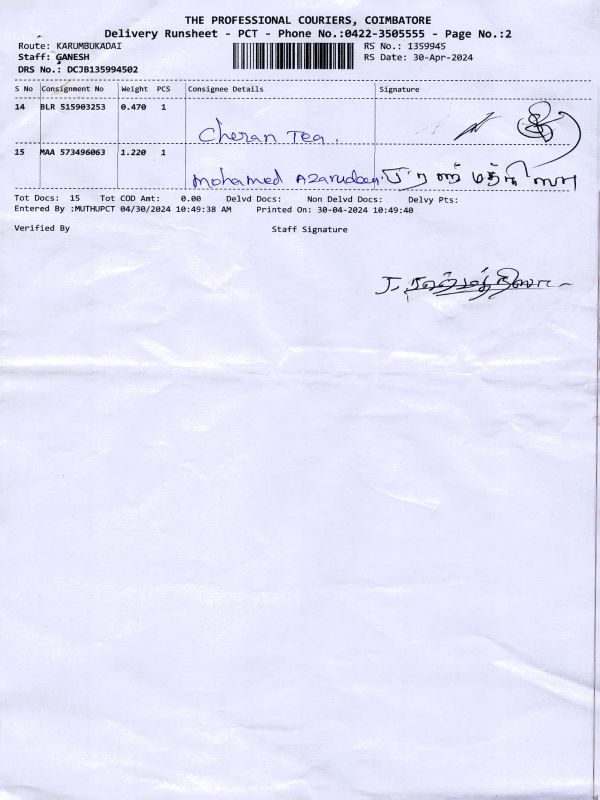 THE PROFESSIONAL COURIERS, COIMBATORE
Delivery Runsheet - PCT - Phone No.:0422-3505555 - Page No.:2
Route: KARUMBUKADAI RS No.: 1359945
Staff: GANESH RS Date: 30-Apr-2024
DRS No.: DCJB135994502
S No Consignment No Weight PCS Consignee Details Signature
14 BLR 515903253 0.470 1
Cheran Tea.
15 MAA 573496063 1.220 1
Mohamed Azarudeen.
Tot Docs: 15 Tot COD Amt: 0.00 Delvd Docs: Non Delvd Docs: Delvy Pts:
Entered By :MUTHUPCT 04/30/2024 10:49:38 AM Printed On: 30-04-2024 10:49:40
Verified By Staff Signature